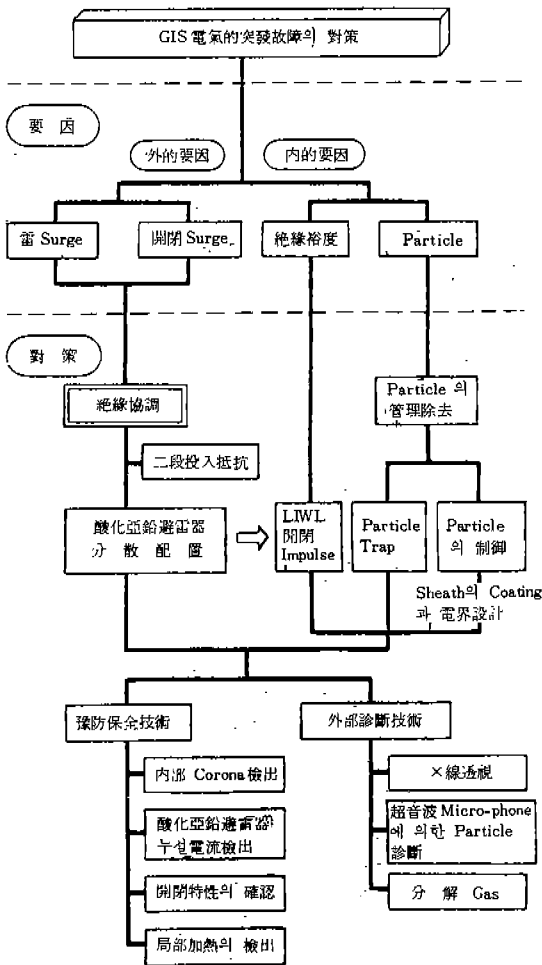 GIS 電氣的突發故障의 對策
要 因
外的要因
内的要因
雷 Surge
開閉 Surge
絶緣裕度
Particle
對 策
絶緣協調
Particle 의
管理除去
二段投入抵抗
酸化亞鉛避雷器
分 散 配 置
LIWL
開閉
Impulse
Particle
Trap
Particle
의 制御
Sheath의 Coating
과 電界設計
豫防保全技術
外部診斷技術
内部 Corona 檢出
酸化亞鉛避雷器
누설電流檢出
開閉特性의 確認
局部加熱의 檢出
X線透視
超音波 Micro-phone
에 의한 Particle
診斷
分 解 Gas